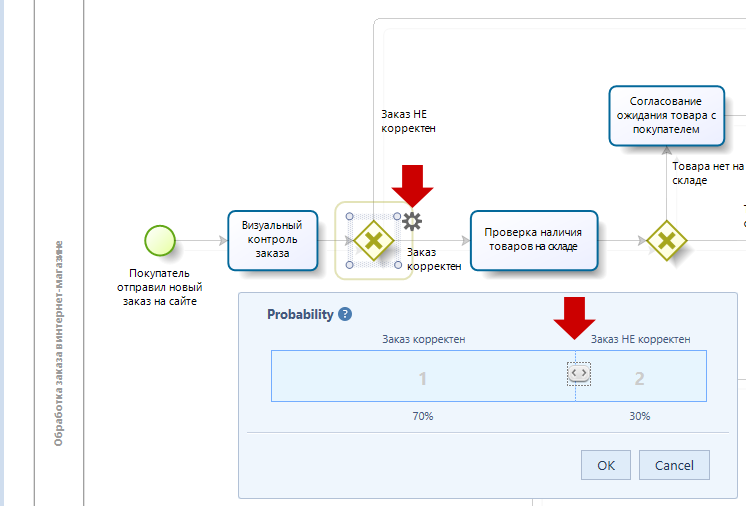 Заказ НЕ
корректен
Согласование
ожидания товара с
покупателем
Товара нет на
складе
Визуальный
контроль
заказа
Проверка наличия
товаров на складе
Заказ
корректен
Покупатель
отправил новый
заказ на сайте
Обработка заказа в интернет-магазине
Probability ?
Заказ корректен Заказ НЕ корректен
1 2
70% 30%
OK Cancel